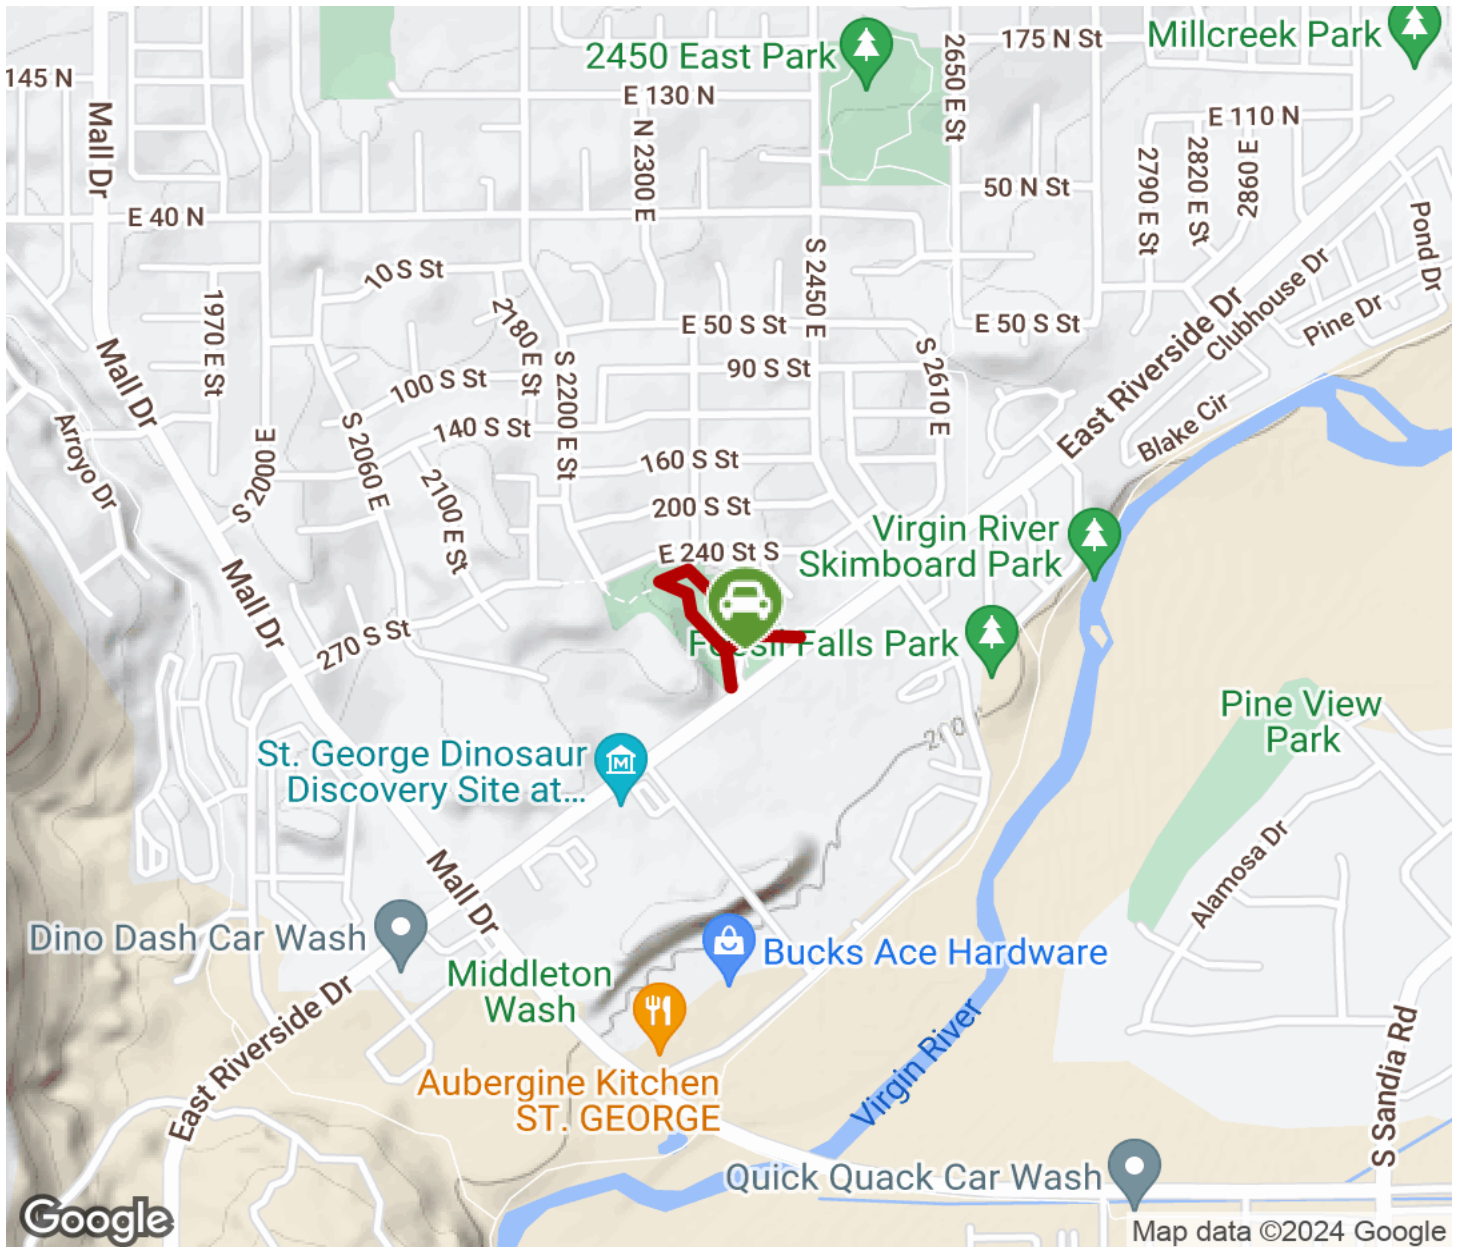 2450 East Park
175 N St
Millcreek Park
145 N
Mall Dr
E 130 N
N 2300 E
2650 E St
E 110 N
2790 E St
2820 E St
2860 E
50 N St
E 40 N
Pond Dr
S 2450 E
10 S St
1970 E St
2180 E St
E 50 S St
E 50 S St
Clubhouse Dr
Pine Dr
East Riverside Dr
Mall Dr
S 2200 E St
90 S St
S 2610 E
100 S St
Blake Cir
Arroyo Dr
S 2000 E
S 2060 E
140 S St
160 S St
2100 E St
200 S St
Virgin River
Skimboard Park
E 240 St S
Mall Dr
270 S St
Falls Park
Pine View
Park
200
St. George Dinosaur
Discovery Site at...
Alamosa Dr
Mall Dr
Dino Dash Car Wash
Bucks Ace Hardware
Middleton
Wash
East Riverside Dr
Virgin River
S Sandia Rd
Aubergine Kitchen
ST. GEORGE
Quick Quack Car Wash
Google
Map data ©2024 Google